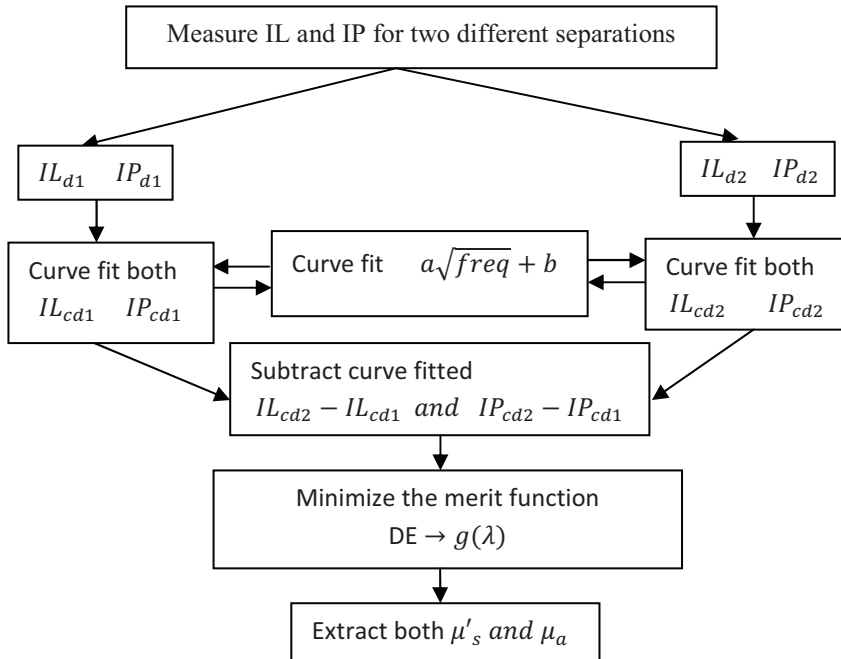 Measure IL and IP for two different separations
IL_{d1} IP_{d1}
IL_{d2} IP_{d2}
Curve fit both
IL_{cd1} IP_{cd1}
Curve fit a√freq + b
Curve fit both
IL_{cd2} IP_{cd2}
Subtract curve fitted
IL_{cd2} − IL_{cd1} and IP_{cd2} − IP_{cd1}
Minimize the merit function
DE → g(λ)
Extract both μ'_s and μ_a